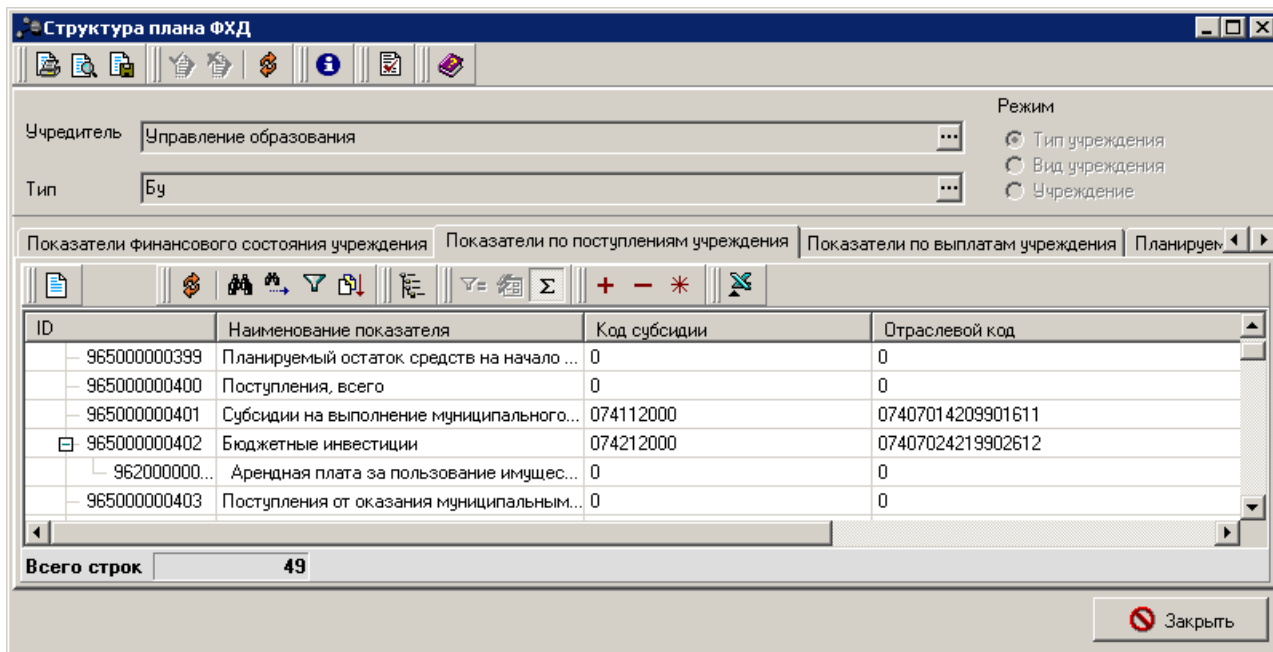 Структура плана ФХД
Режим
Учредитель Управление образования ...
Тип учреждения
Вид учреждения
Тип Бу ...
Учреждение
Показатели финансового состояния учреждения Показатели по поступлениям учреждения Показатели по выплатам учреждения Планируем
ID Наименование показателя Код субсидии Отраслевой код
965000000399 Планируемый остаток средств на начало ... 0 0
965000000400 Поступления, всего 0 0
965000000401 Субсидии на выполнение муниципального... 074112000 07407014209901611
965000000402 Бюджетные инвестиции 074212000 07407024219902612
962000000... Арендная плата за пользование имущес... 0 0
965000000403 Поступления от оказания муниципальным... 0 0
Всего строк 49
Закрыть